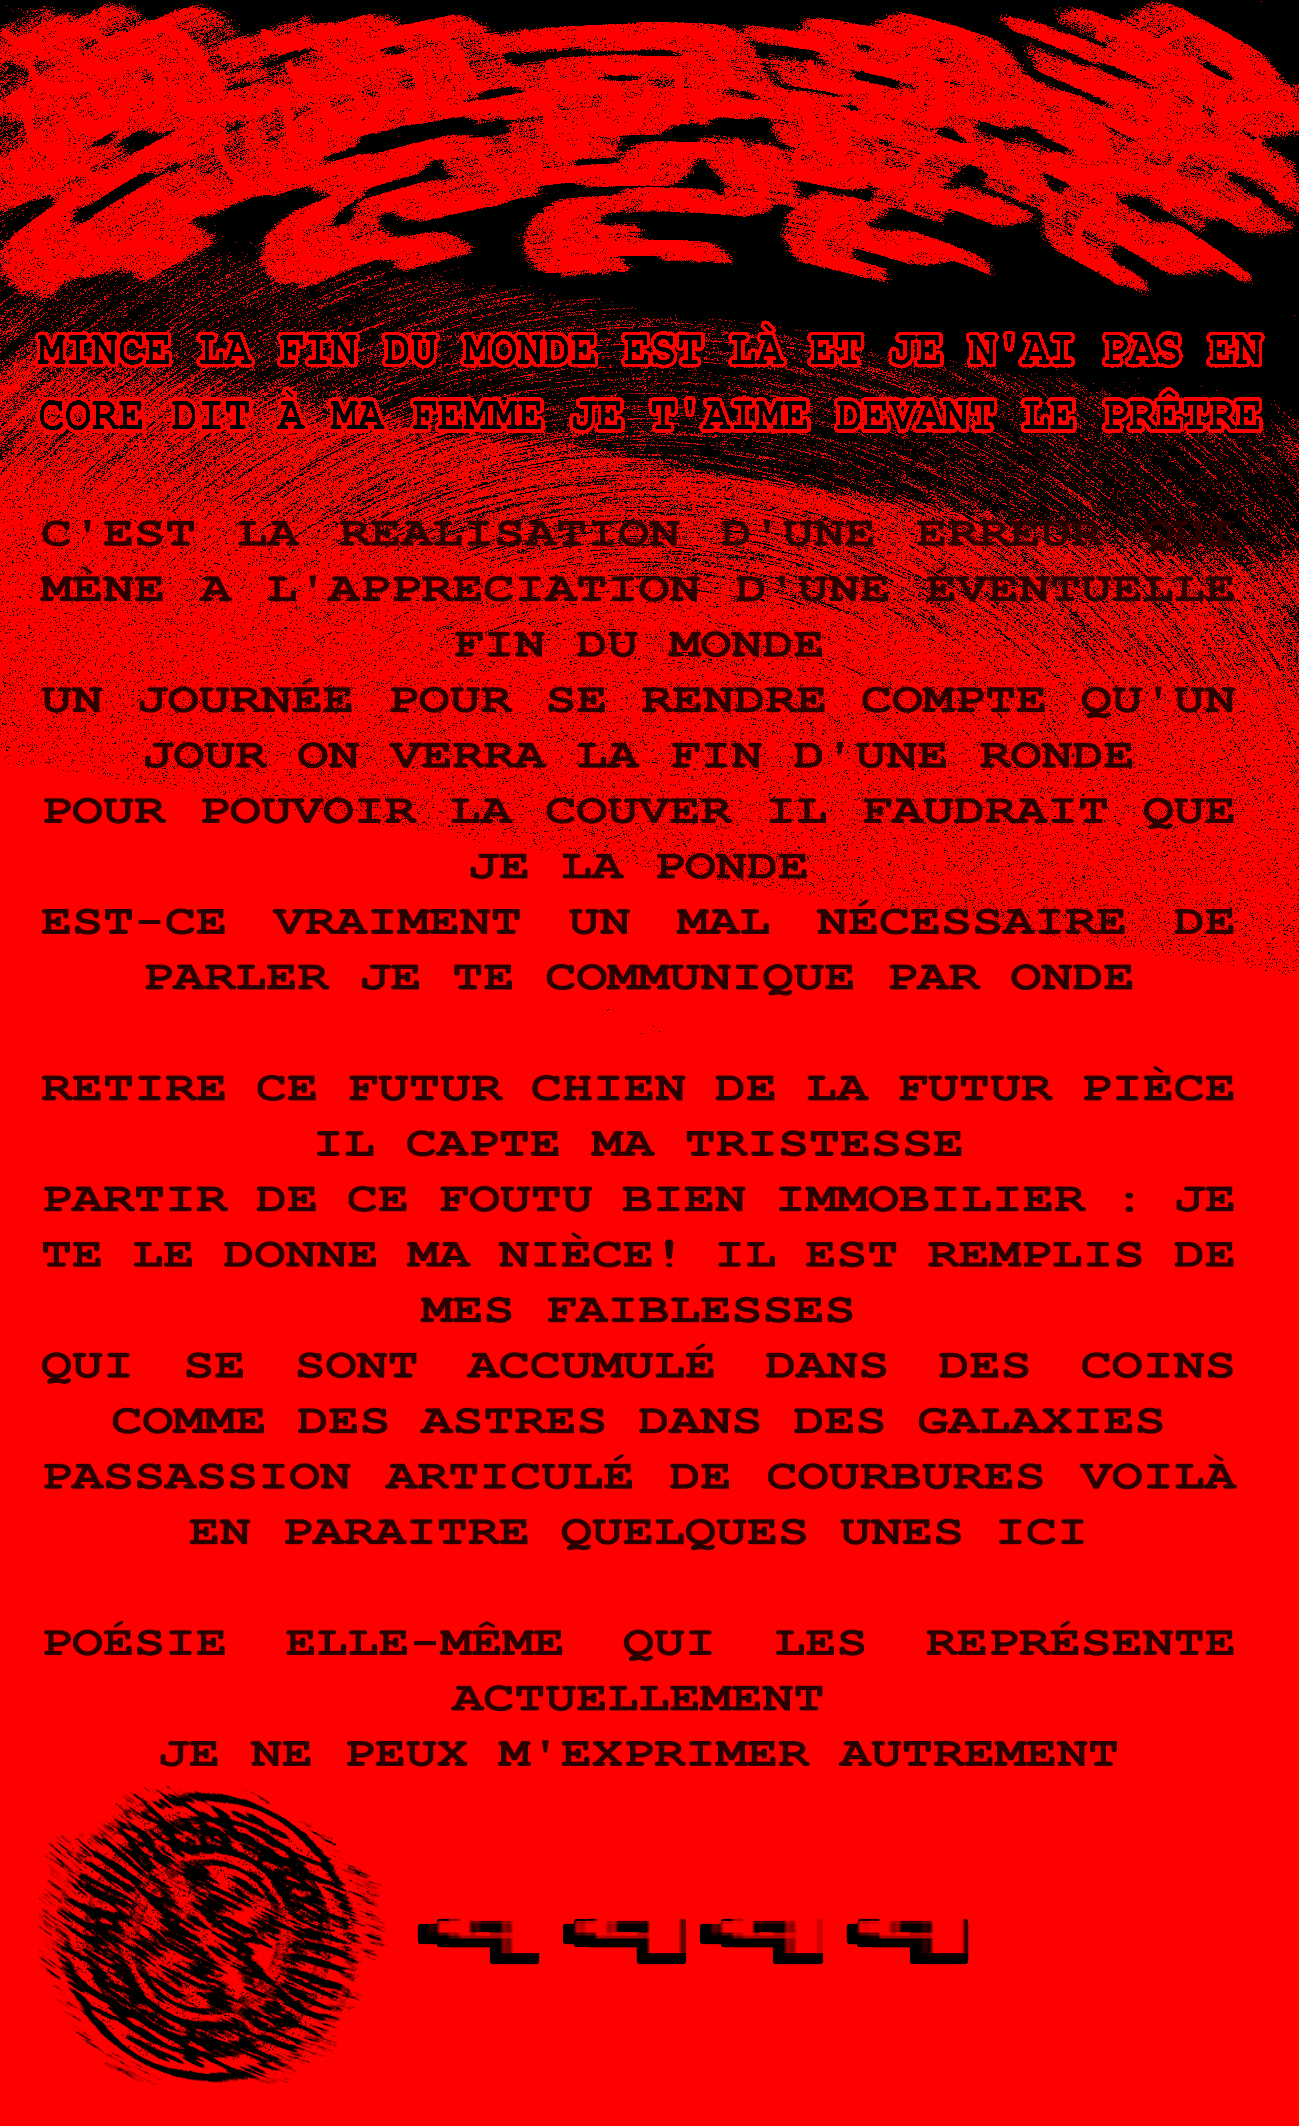 MINCE LA FIN DU MONDE EST LÀ ET JE N'AI PAS EN
CORE DIT À MA FEMME JE T'AIME DEVANT LE PRÊTRE
C'EST LA RÉALISATION D'UNE ERREUR QUI
MÈNE A L'APPRECIATION D'UNE ÉVENTUELLE
FIN DU MONDE
UN JOURNÉE POUR SE RENDRE COMPTE QU'UN
JOUR ON VERRA LA FIN D'UNE RONDE
POUR POUVOIR LA COUVER IL FAUDRAIT QUE
JE LA PONDE
EST-CE VRAIMENT UN MAL NÉCESSAIRE DE
PARLER JE TE COMMUNIQUE PAR ONDE
RETIRE CE FUTUR CHIEN DE LA FUTUR PIÈCE
IL CAPTE MA TRISTESSE
PARTIR DE CE FOUTU BIEN IMMOBILIER : JE
TE LE DONNE MA NIÈCE! IL EST REMPLIS DE
MES FAIBLESSES
QUI SE SONT ACCUMULÉ DANS DES COINS
COMME DES ASTRES DANS DES GALAXIES
PASSASSION ARTICULÉ DE COURBURES VOILÀ
EN PARAITRE QUELQUES UNES ICI
POÉSIE ELLE-MÊME QUI LES REPRÉSENTE
ACTUELLEMENT
JE NE PEUX M'EXPRIMER AUTREMENT